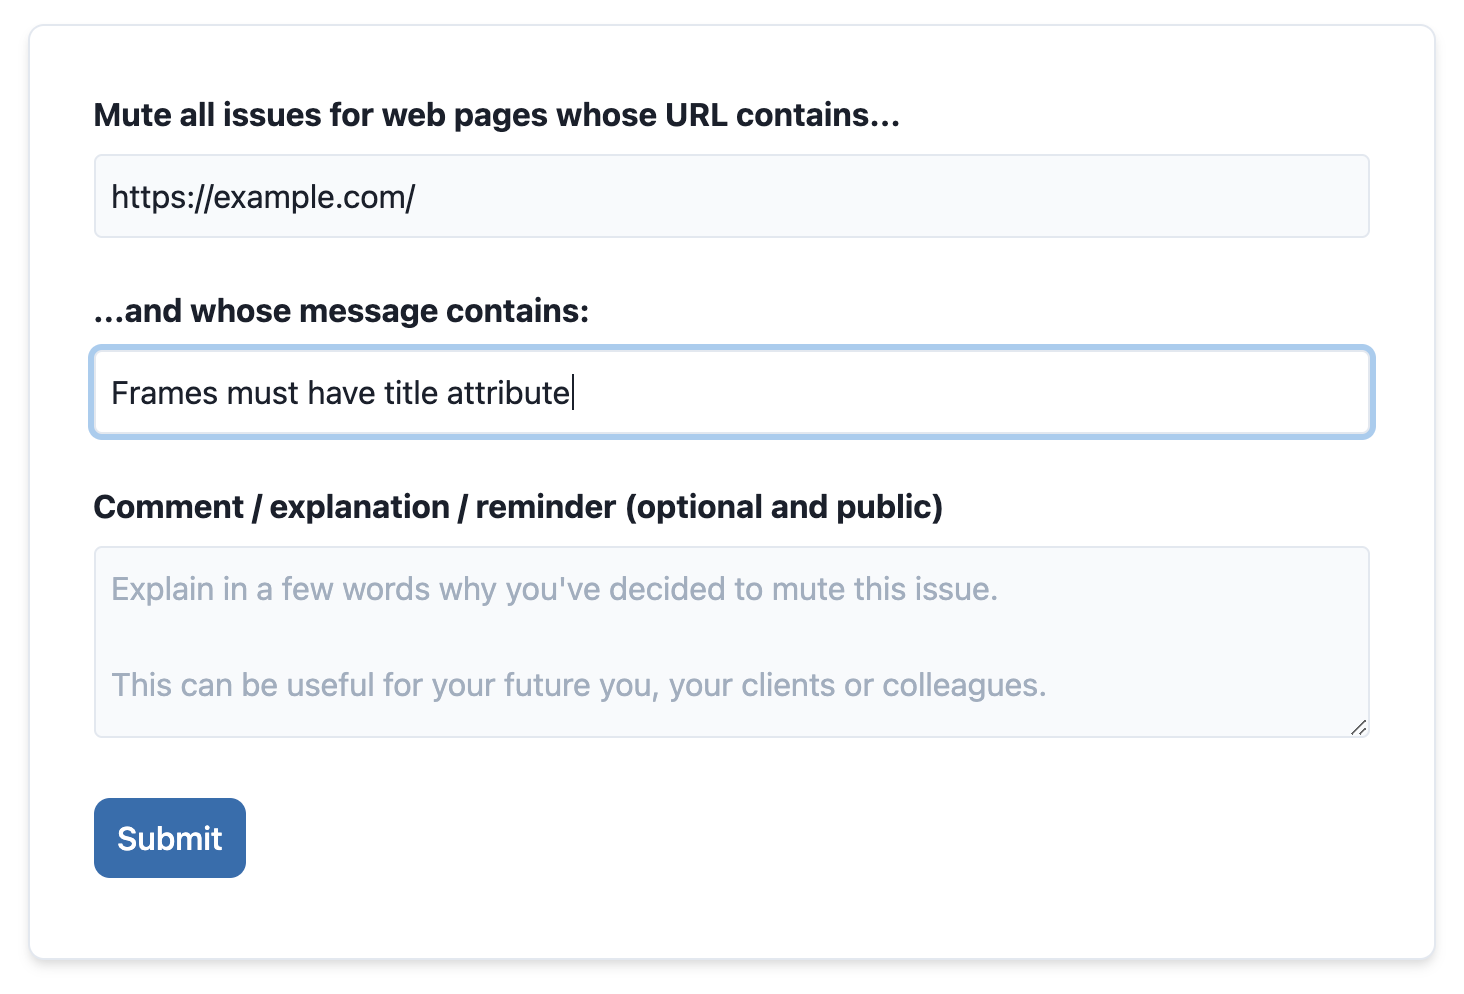 Mute all issues for web pages whose URL contains...
https://example.com/
...and whose message contains:
Frames must have title attribute
Comment / explanation / reminder (optional and public)
Explain in a few words why you've decided to mute this issue.
This can be useful for your future you, your clients or colleagues.
Submit